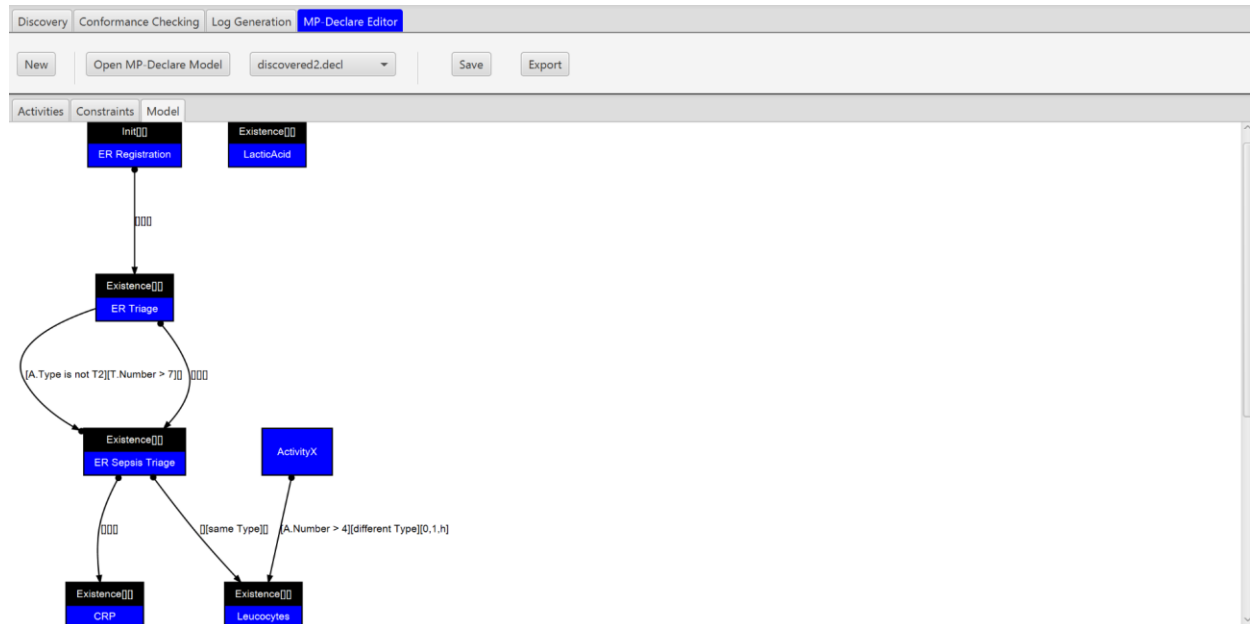 Discovery Conformance Checking Log Generation MP-Declare Editor
New Open MP-Declare Model discovered2.decl Save Export
Activities Constraints Model
Init[][] Existence[][]
ER Registration LacticAcid
[][][]
Existence[][]
ER Triage
[A.Type is not T2][T.Number > 7][] [][][]
Existence[][]
ER Sepsis Triage ActivityX
[][][] [][same Type][] [A.Number > 4][different Type][0,1,h]
Existence[][] Existence[][]
CRP Leucocytes